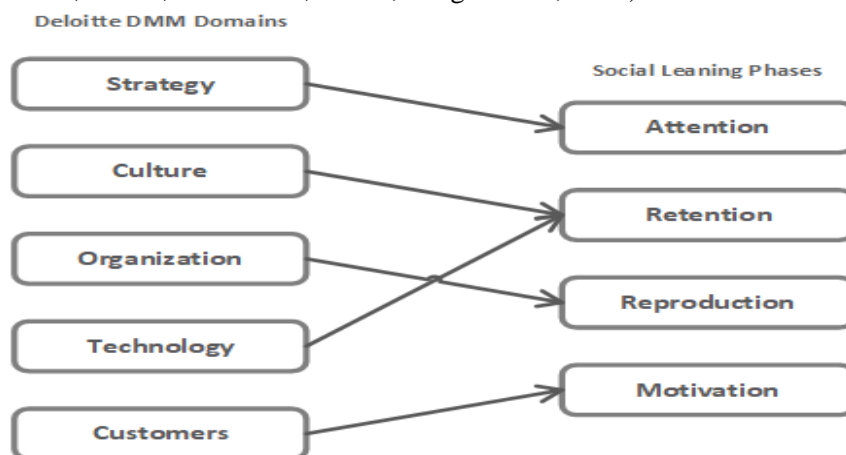 Deloitte DMM Domains
Strategy
Culture
Organization
Technology
Customers
Social Leaning Phases
Attention
Retention
Reproduction
Motivation